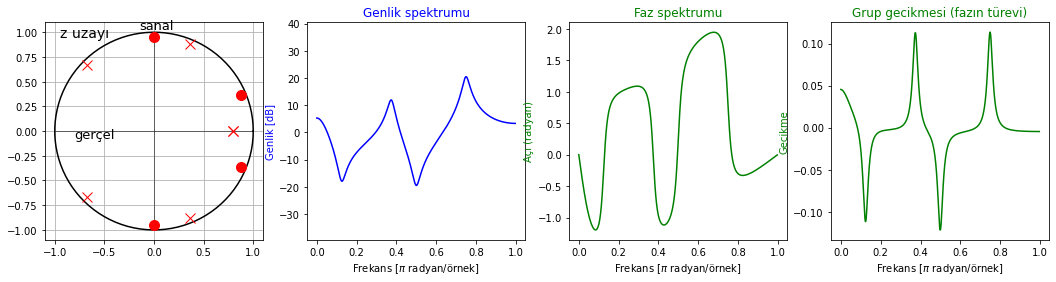 z uzayı
sanal
gerçel
1.00
0.75
0.50
0.25
0.00
−0.25
−0.50
−0.75
−1.00
−1.0 −0.5 0.0 0.5 1.0
Genlik spektrumu
Genlik [dB]
40
30
20
10
0
−10
−20
−30
0.0 0.2 0.4 0.6 0.8 1.0
Frekans [π radyan/örnek]
Faz spektrumu
Açı (radyan)
2.0
1.5
1.0
0.5
0.0
−0.5
−1.0
0.0 0.2 0.4 0.6 0.8 1.0
Frekans [π radyan/örnek]
Grup gecikmesi (fazın türevi)
Gecikme
0.10
0.05
0.00
−0.05
−0.10
0.0 0.2 0.4 0.6 0.8 1.0
Frekans [π radyan/örnek]